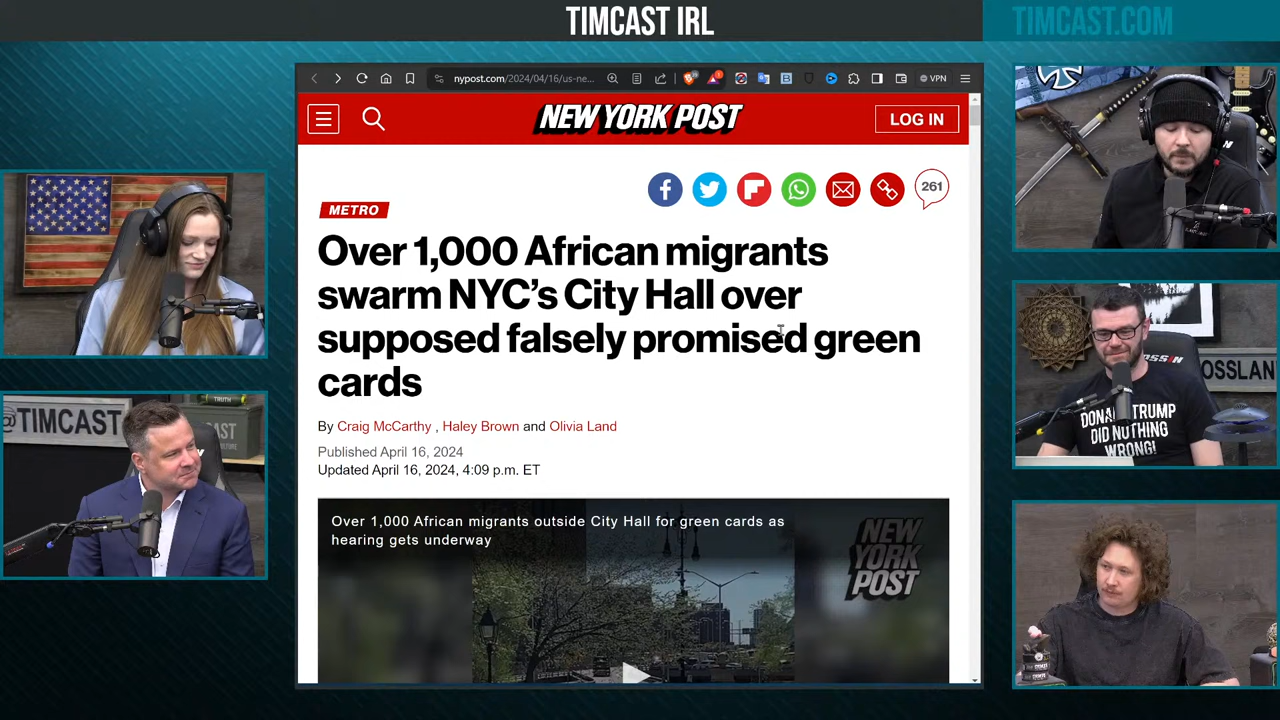 TIMCAST IRL
TIMCAST.COM
nypost.com/2024/04/16/us-ne...
VPN
NEW YORK POST
LOG IN
261
METRO
Over 1,000 African migrants
swarm NYC's City Hall over
supposed falsely promised green
cards
By Craig McCarthy , Haley Brown and Olivia Land
Published April 16, 2024
Updated April 16, 2024, 4:09 p.m. ET
Over 1,000 African migrants outside City Hall for green cards as
hearing gets underway
NEW
YORK
POST
@TIMCAST
TRUTH
CAST
OSSLAN
DONALD TRUMP
DID NOTHING
WRONG!